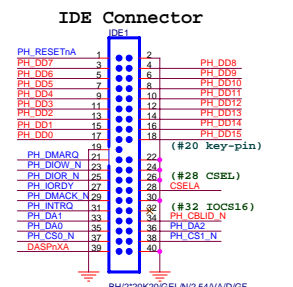 IDE Connector
IDE1
PH_RESETnA 1 2
PH_DD7 3 4 PH_DD8
PH_DD6 5 6 PH_DD9
PH_DD5 7 8 PH_DD10
PH_DD4 9 10 PH_DD11
PH_DD3 11 12 PH_DD12
PH_DD2 13 14 PH_DD13
PH_DD1 15 16 PH_DD14
PH_DD0 17 18 PH_DD15
19 (#20 key-pin)
PH_DMARQ 21 22
PH_DIOW_N 23 24
PH_DIOR_N 25 26 (#28 CSEL)
PH_IORDY 27 28 CSELA
PH_DMACK_N 29 30
PH_INTRQ 31 32 (#32 IOCS16)
PH_DA1 33 34 PH_CBLID_N
PH_DA0 35 36 PH_DA2
PH_CS0_N 37 38 PH_CS1_N
DASPnXA 39 40